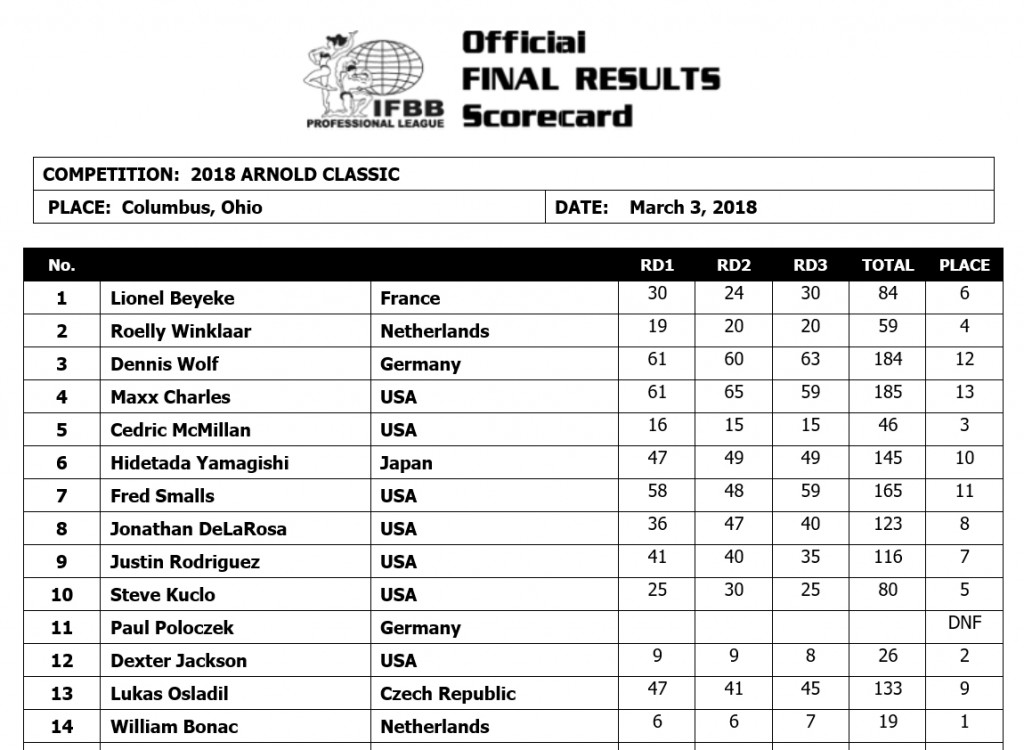 IFBB
PROFESSIONAL LEAGUE
Official
FINAL RESULTS
Scorecard
COMPETITION: 2018 ARNOLD CLASSIC
PLACE: Columbus, Ohio DATE: March 3, 2018
No. RD1 RD2 RD3 TOTAL PLACE
1 Lionel Beyeke France 30 24 30 84 6
2 Roelly Winklaar Netherlands 19 20 20 59 4
3 Dennis Wolf Germany 61 60 63 184 12
4 Maxx Charles USA 61 65 59 185 13
5 Cedric McMillan USA 16 15 15 46 3
6 Hidetada Yamagishi Japan 47 49 49 145 10
7 Fred Smalls USA 58 48 59 165 11
8 Jonathan DeLaRosa USA 36 47 40 123 8
9 Justin Rodriguez USA 41 40 35 116 7
10 Steve Kuclo USA 25 30 25 80 5
11 Paul Poloczek Germany DNF
12 Dexter Jackson USA 9 9 8 26 2
13 Lukas Osladil Czech Republic 47 41 45 133 9
14 William Bonac Netherlands 6 6 7 19 1